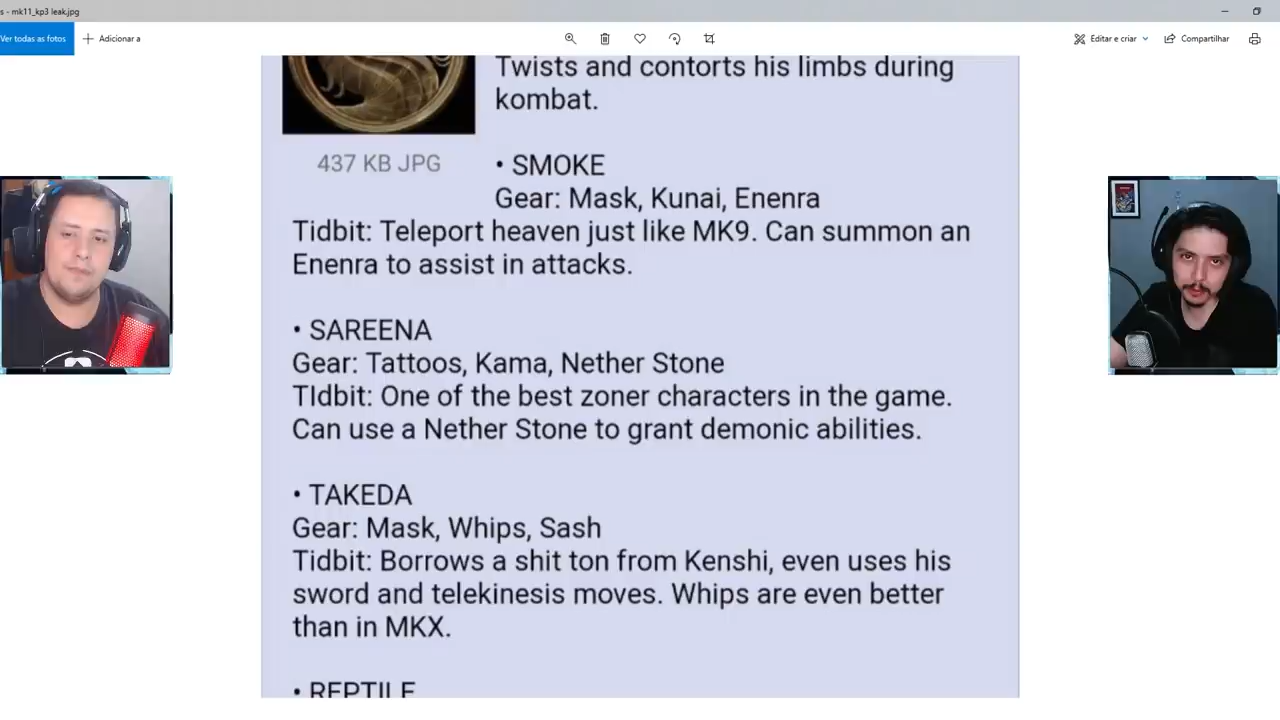 s - mk11_kp3 leak.jpg
Ver todas as fotos
Adicionar a
Editar e criar
Compartilhar
Twists and contorts his limbs during
kombat.
437 KB JPG
• SMOKE
Gear: Mask, Kunai, Enenra
Tidbit: Teleport heaven just like MK9. Can summon an
Enenra to assist in attacks.
• SAREENA
Gear: Tattoos, Kama, Nether Stone
TIdbit: One of the best zoner characters in the game.
Can use a Nether Stone to grant demonic abilities.
• TAKEDA
Gear: Mask, Whips, Sash
Tidbit: Borrows a shit ton from Kenshi, even uses his
sword and telekinesis moves. Whips are even better
than in MKX.
• REPTILE